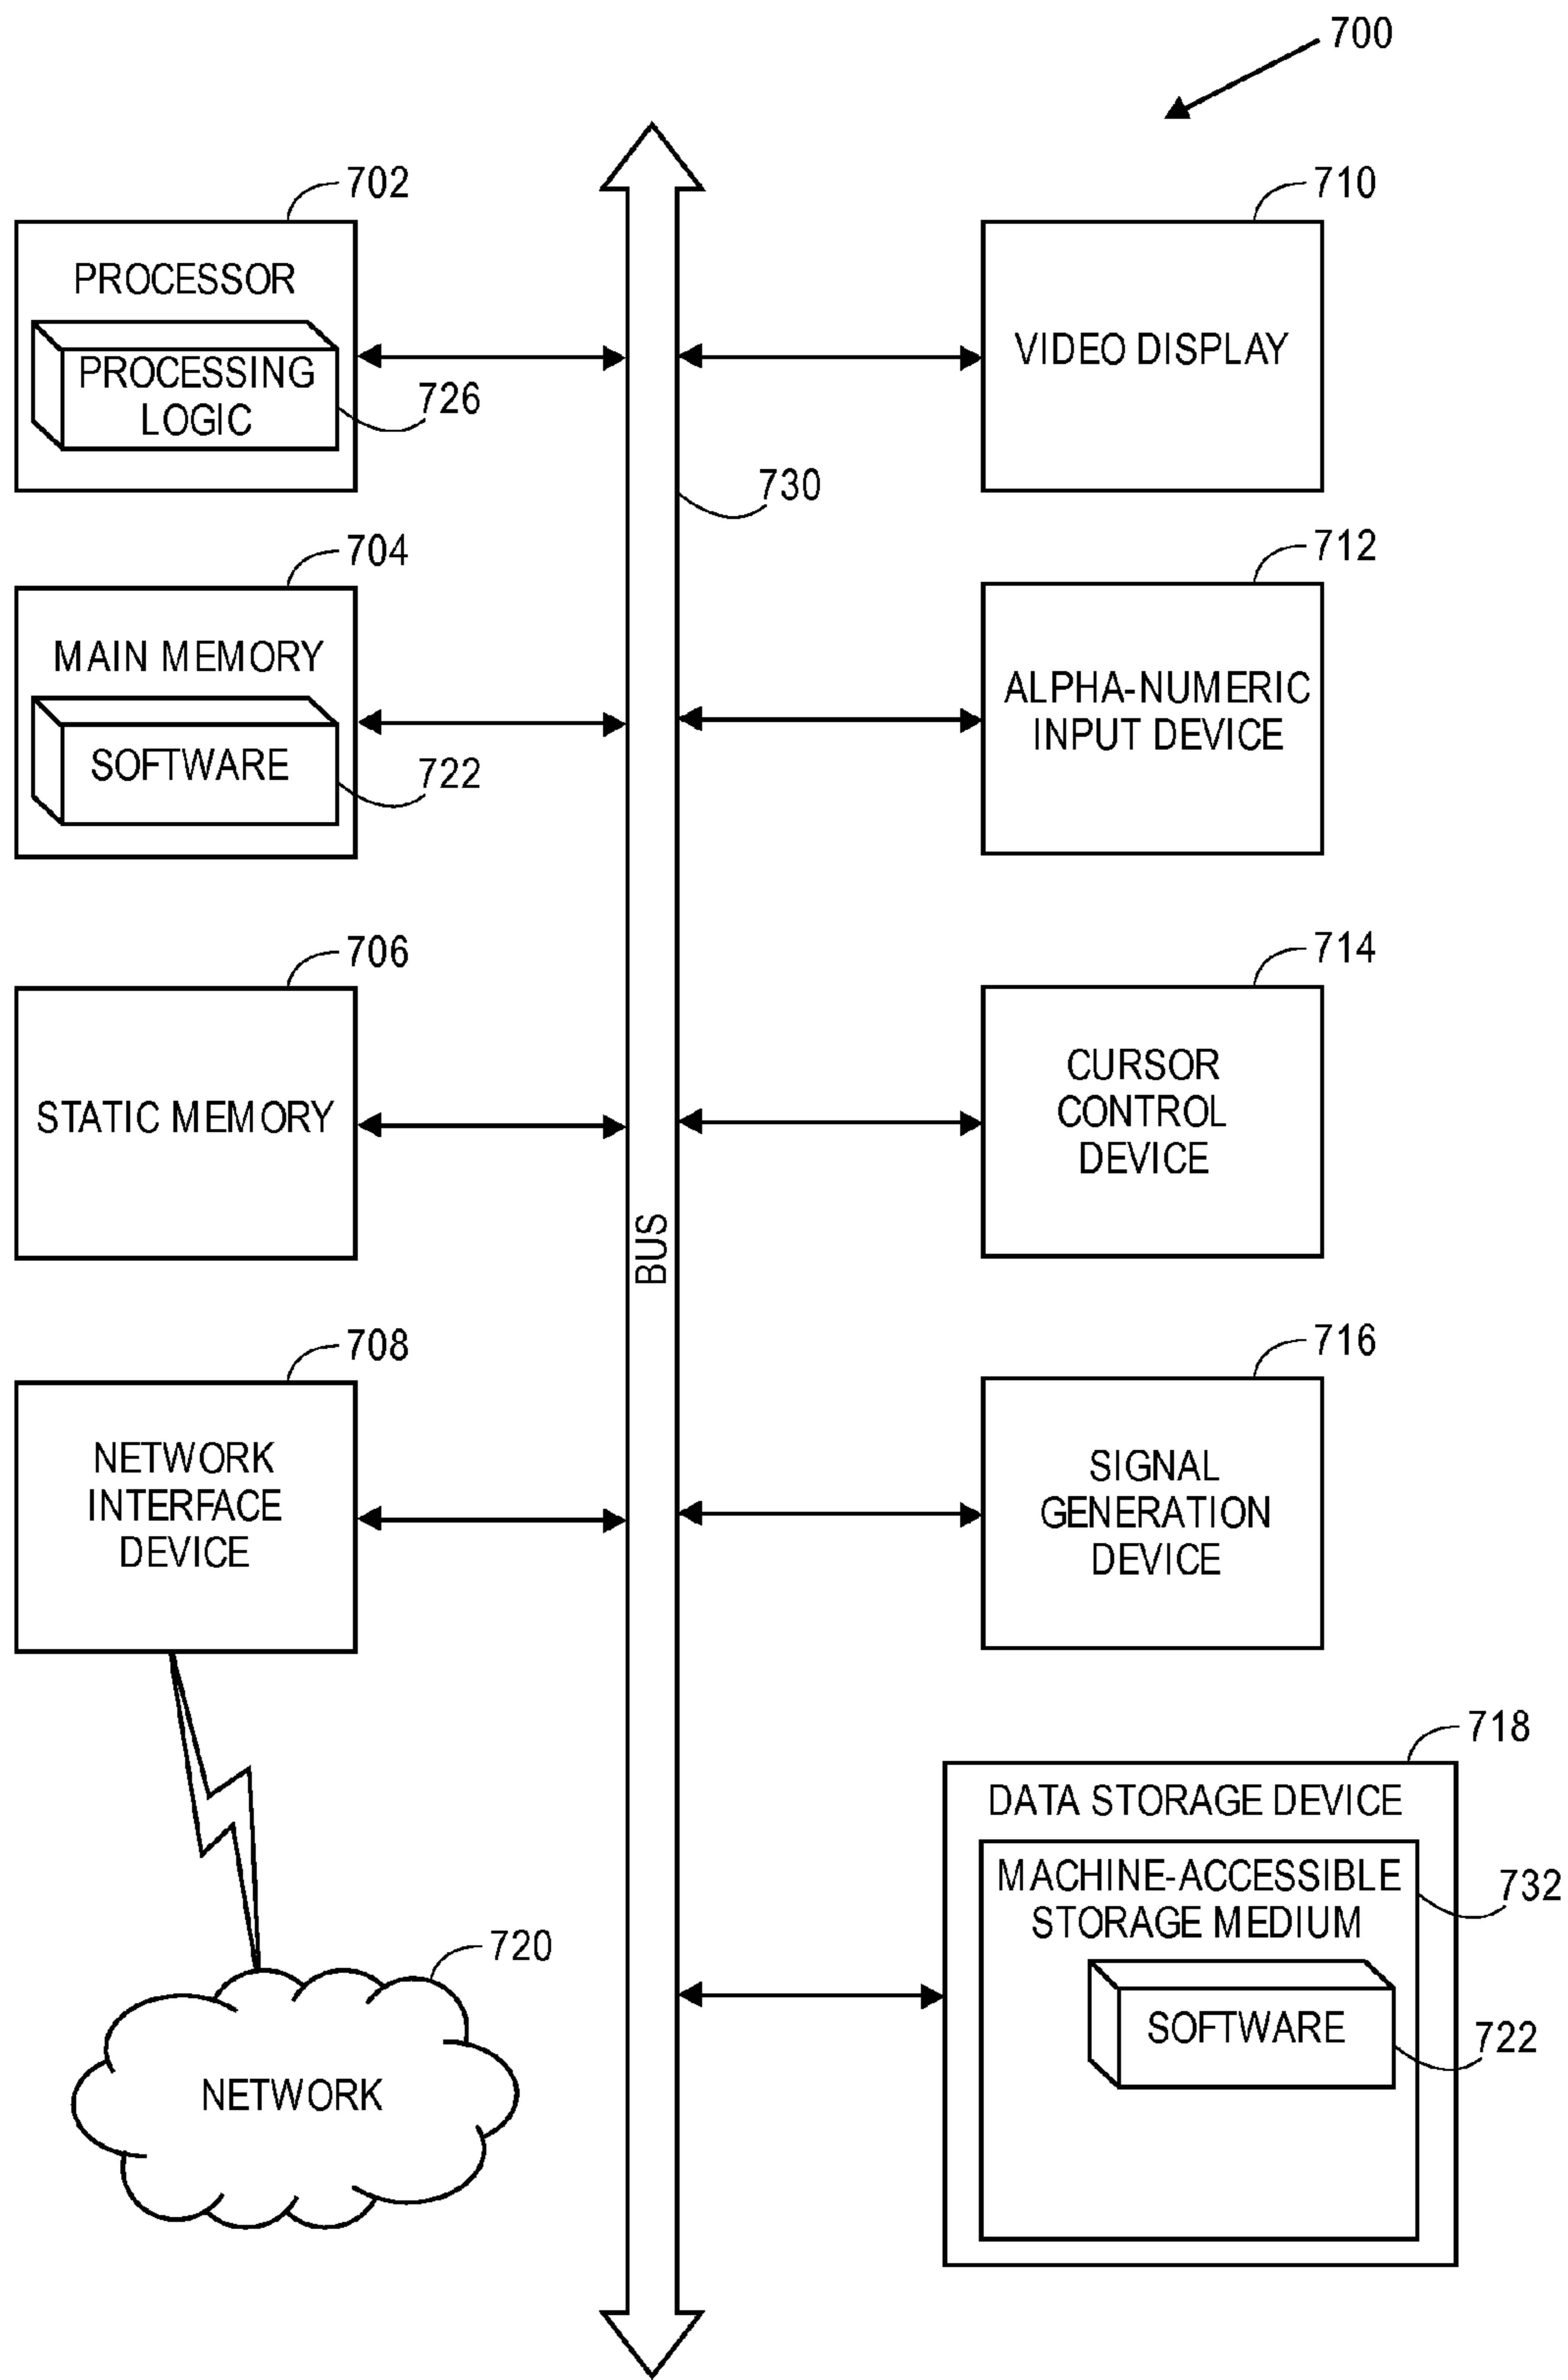 700
702
PROCESSOR
PROCESSING
LOGIC
726
704
MAIN MEMORY
SOFTWARE
722
706
STATIC MEMORY
708
NETWORK
INTERFACE
DEVICE
720
NETWORK
730
BUS
710
VIDEO DISPLAY
712
ALPHA-NUMERIC
INPUT DEVICE
714
CURSOR
CONTROL
DEVICE
716
SIGNAL
GENERATION
DEVICE
718
DATA STORAGE DEVICE
MACHINE-ACCESSIBLE
STORAGE MEDIUM
732
SOFTWARE
722